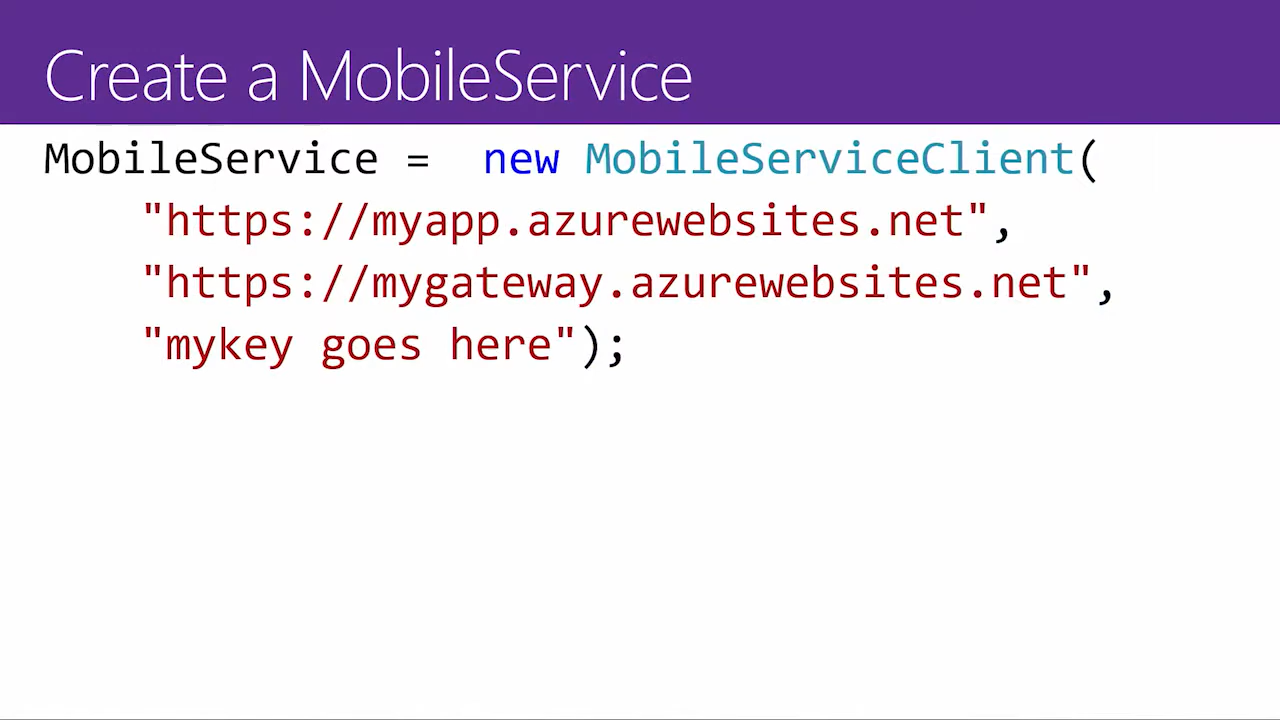 Create a MobileService
MobileService =  new MobileServiceClient(
"https://myapp.azurewebsites.net",
"https://mygateway.azurewebsites.net",
"mykey goes here");